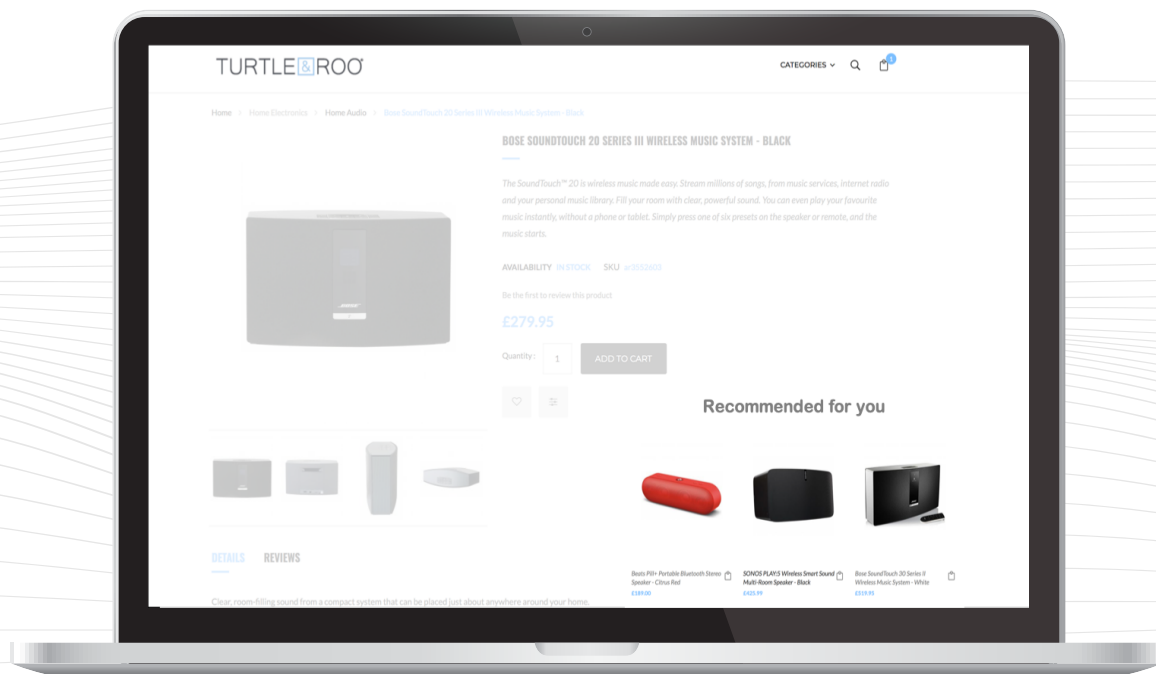 TURTLE&ROO
CATEGORIES
1
Home > Home Electronics > Home Audio > Bose SoundTouch 20 Series III Wireless Music System - Black
BOSE SOUNDTOUCH 20 SERIES III WIRELESS MUSIC SYSTEM - BLACK
The SoundTouch™ 20 is wireless music made easy. Stream millions of songs, from music services, internet radio
and your personal music library. Fill your room with clear, powerful sound. You can even play your favourite
music instantly, without a phone or tablet. Simply press one of six presets on the speaker or remote, and the
music starts.
AVAILABILITY IN STOCK SKU
Be the first to review this product
£279.95
Quantity: 1 ADD TO CART
BOSE
Recommended for you
Beats Pill+ Portable Bluetooth Stereo
Speaker - Citrus Red
£189.00
SONOS PLAY:5 Wireless Smart Sound
Multi-Room Speaker - Black
£425.99
Bose SoundTouch 30 Series II
Wireless Music System - White
£519.95
DETAILS REVIEWS
Clear, room-filling sound from a compact system that can be placed just about anywhere around your home.